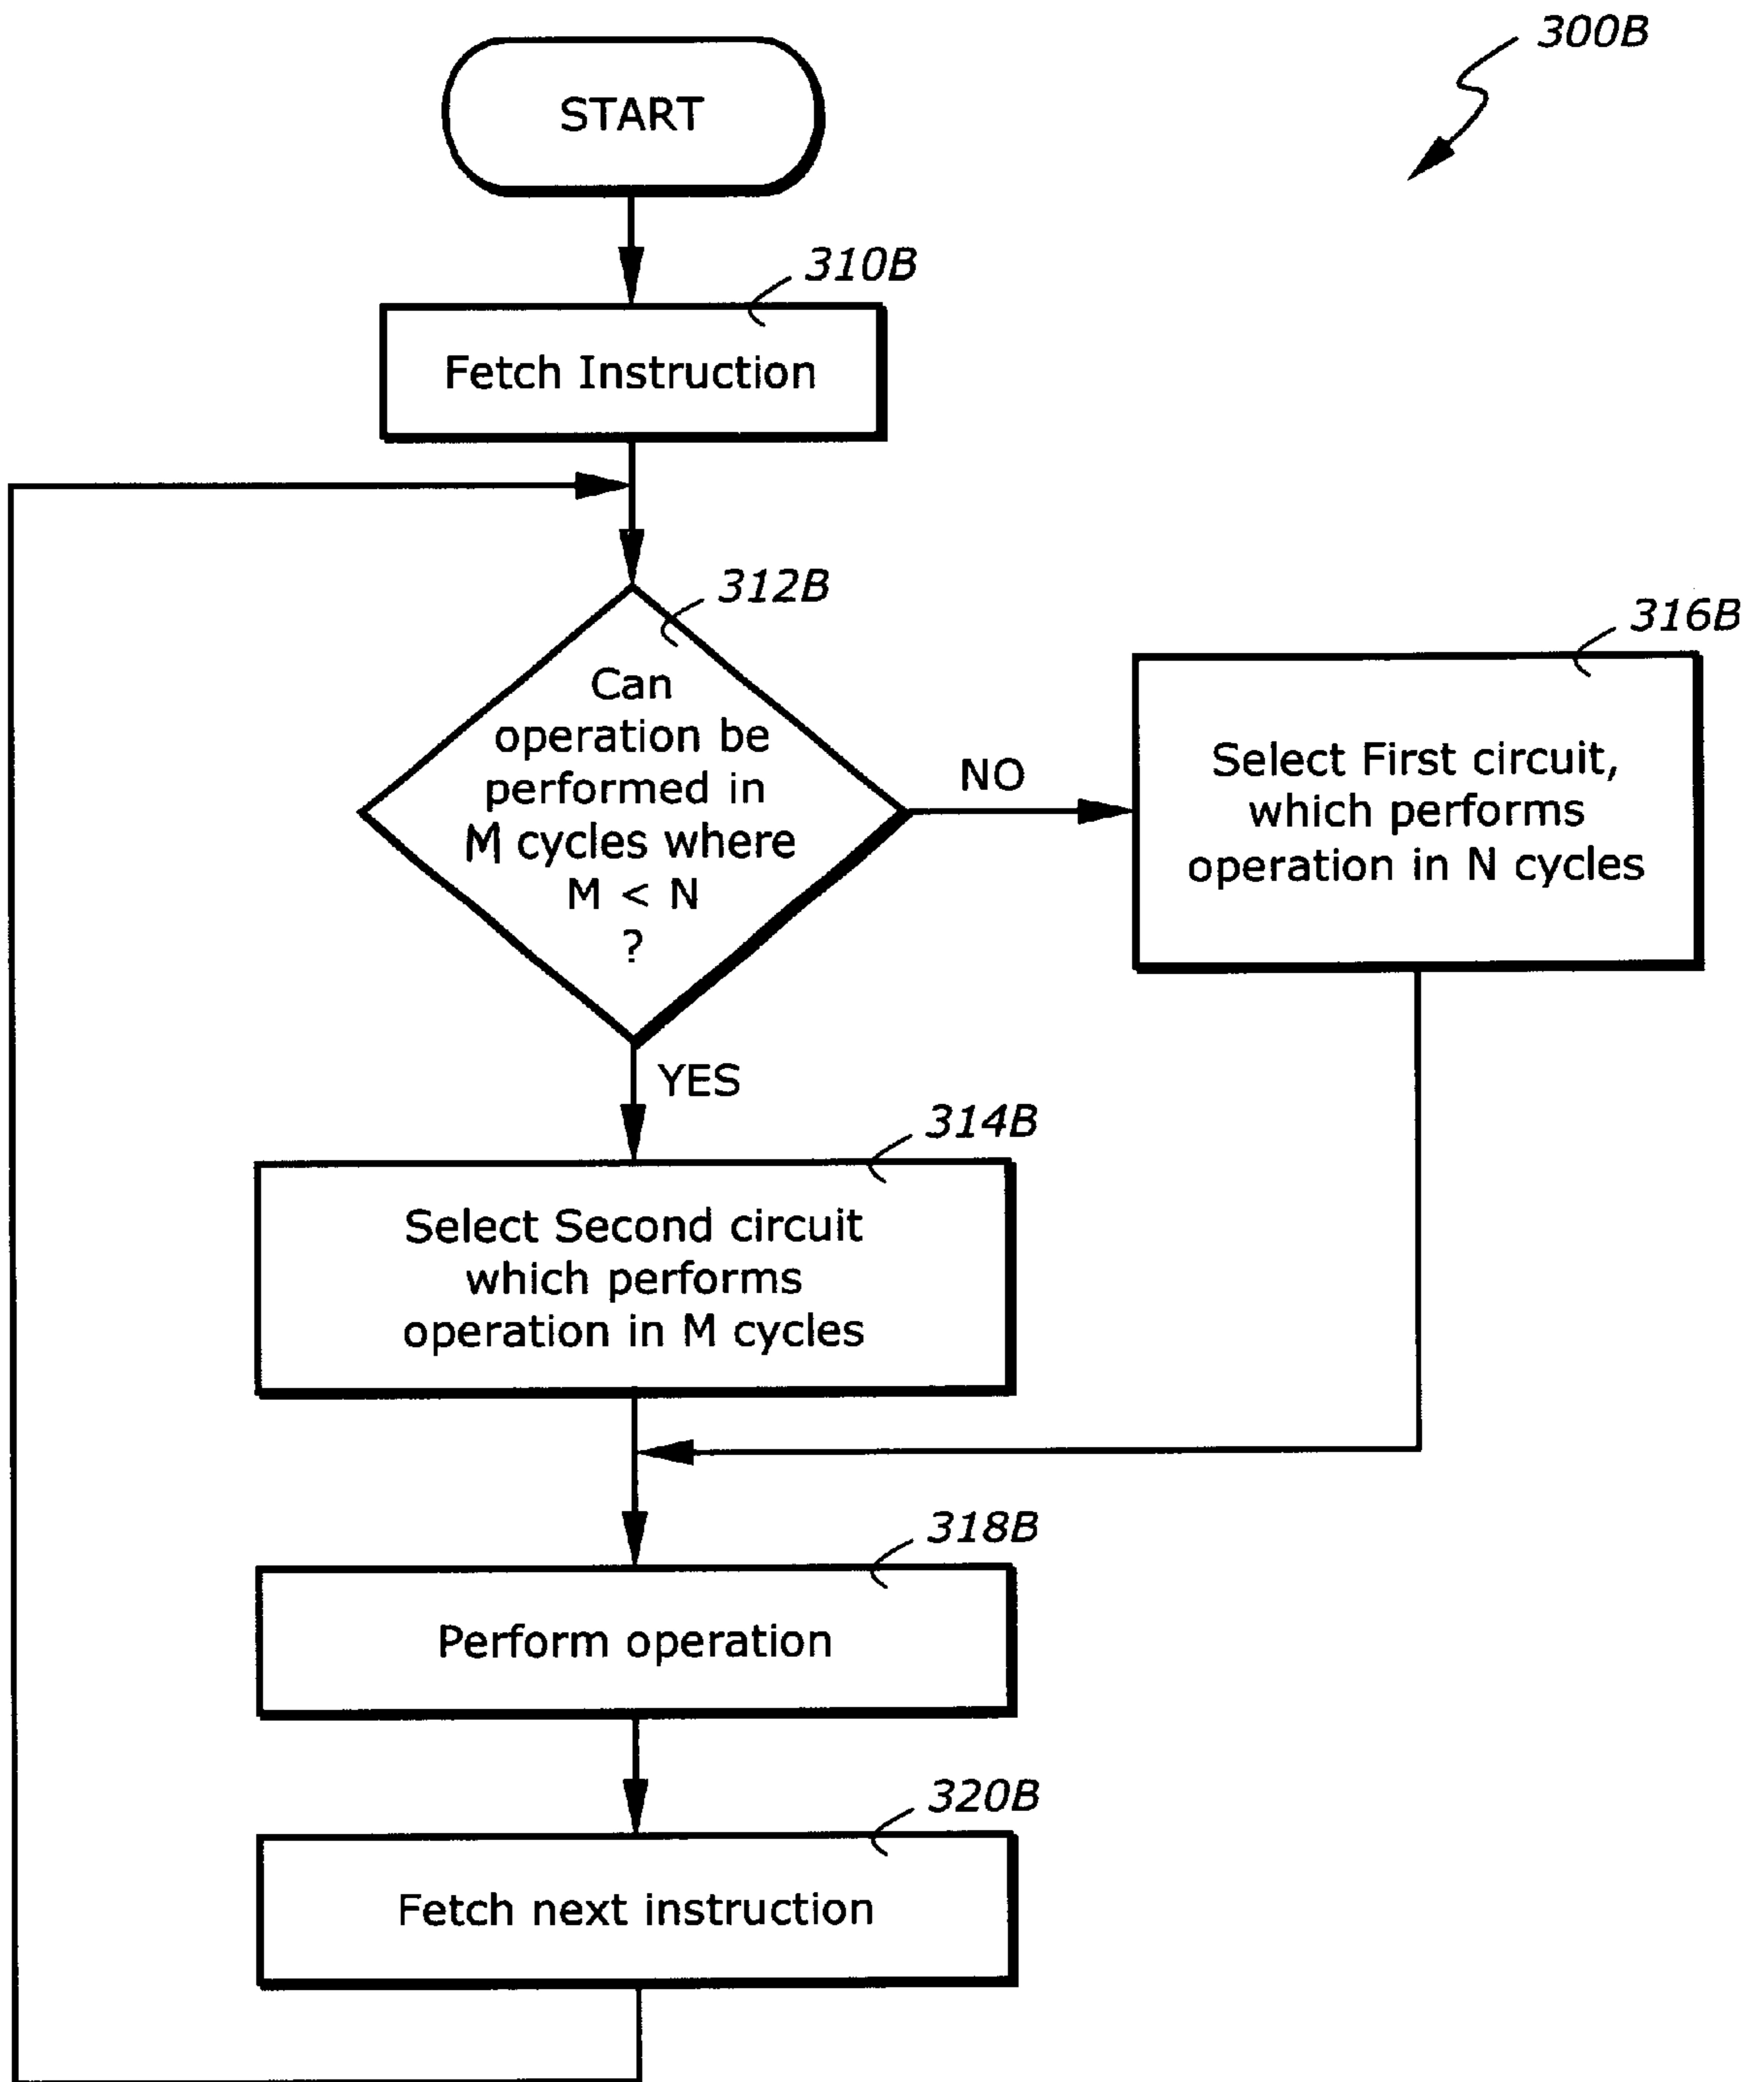 300B
START
310B
Fetch Instruction
312B
Can
operation be
performed in
M cycles where
M < N
?
NO
316B
Select First circuit,
which performs
operation in N cycles
YES
314B
Select Second circuit
which performs
operation in M cycles
318B
Perform operation
320B
Fetch next instruction